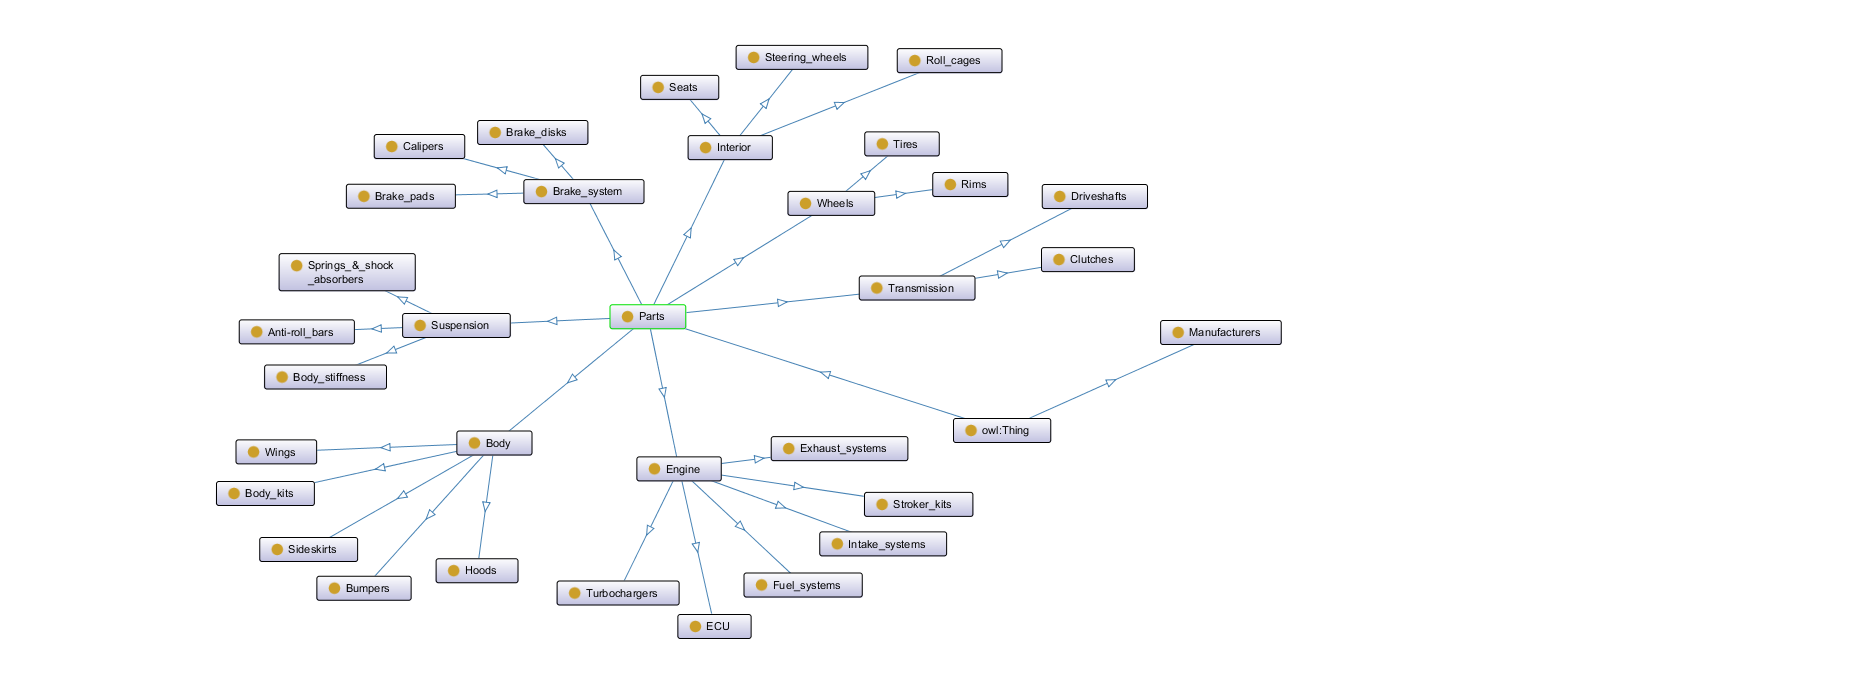 Steering_wheels
Roll_cages
Seats
Brake_disks
Calipers
Interior
Tires
Rims
Brake_system
Brake_pads
Wheels
Driveshafts
Clutches
Springs_&_shock
_absorbers
Transmission
Parts
Suspension
Anti-roll_bars
Manufacturers
Body_stiffness
owl:Thing
Body
Wings
Exhaust_systems
Engine
Body_kits
Stroker_kits
Sideskirts
Intake_systems
Hoods
Bumpers
Fuel_systems
Turbochargers
ECU